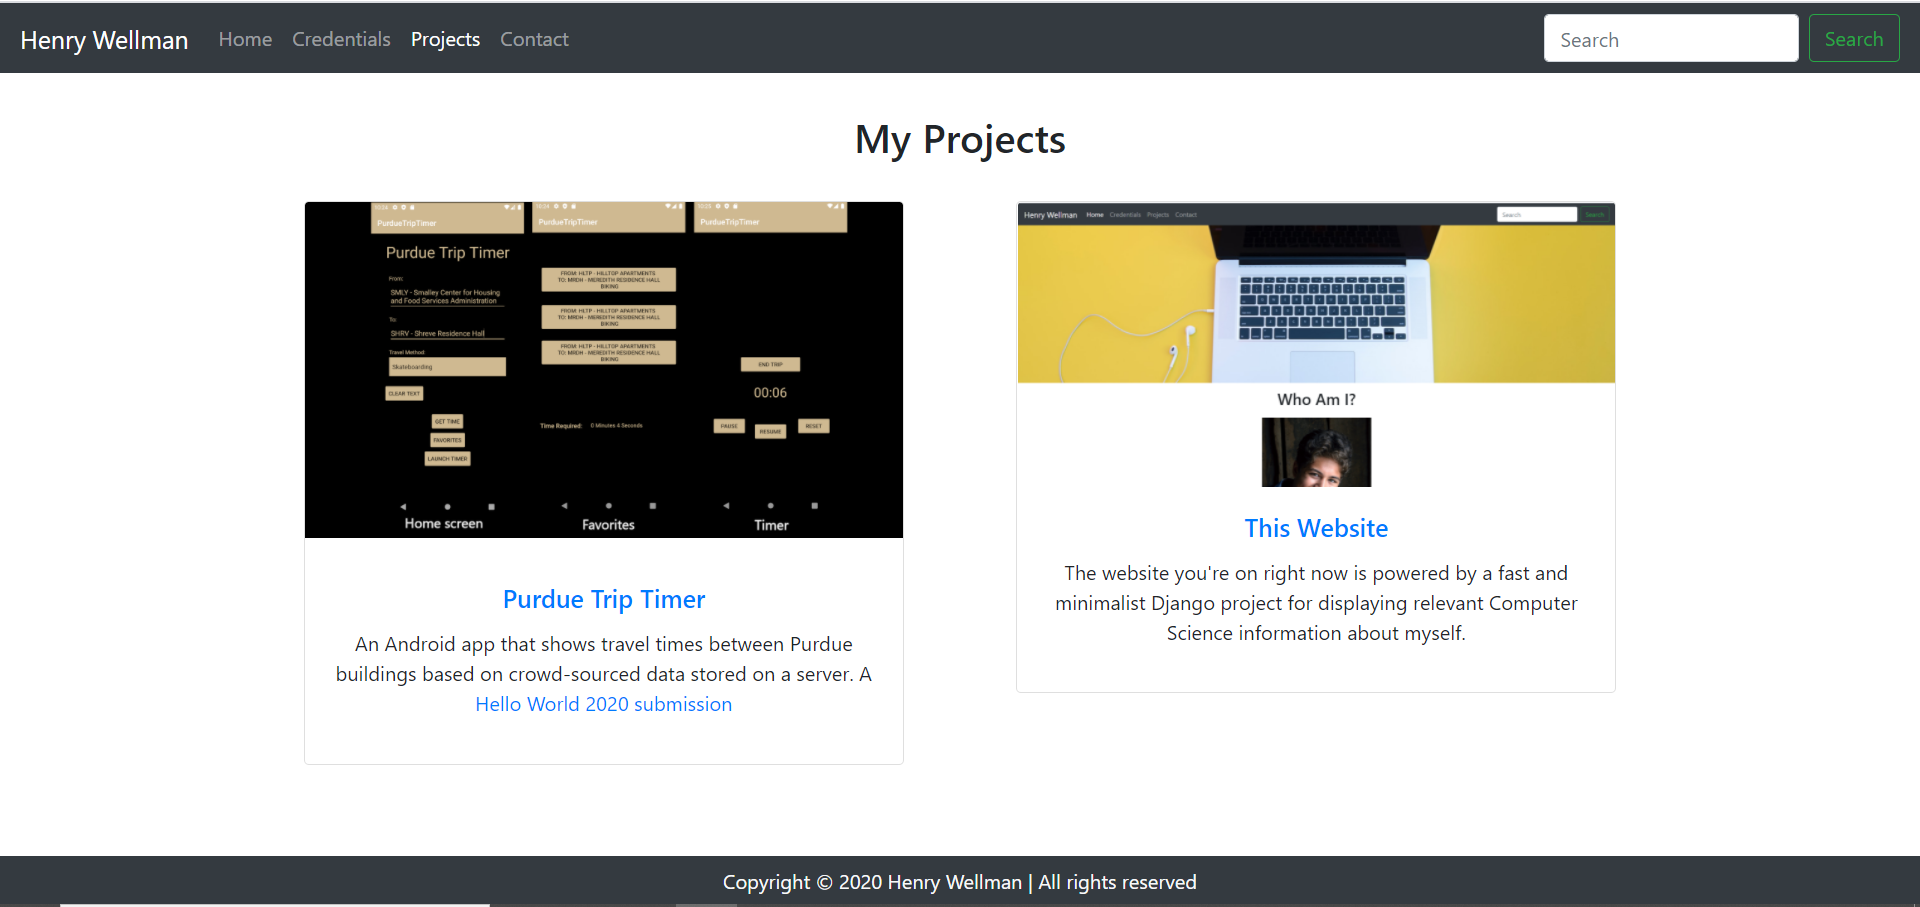 Henry Wellman Home Credentials Projects Contact Search Search
My Projects
PurdueTripTimer
Purdue Trip Timer
From:
SMLY - Smalley Center for Housing
and Food Services Administration
To:
SHRV - Shreve Residence Hall
Travel Method:
Skateboarding
CLEAR TEXT
GET TIME
FAVORITES
LAUNCH TIMER
Home screen
PurdueTripTimer
FROM: HLTP - HILLTOP APARTMENTS
TO: MRDH - MEREDITH RESIDENCE HALL
BIKING
FROM: HLTP - HILLTOP APARTMENTS
TO: MRDH - MEREDITH RESIDENCE HALL
BIKING
FROM: HLTP - HILLTOP APARTMENTS
TO: MRDH - MEREDITH RESIDENCE HALL
BIKING
Time Required: 0 Minutes 4 Seconds
Favorites
PurdueTripTimer
END TRIP
00:06
PAUSE RESUME RESET
Timer
Purdue Trip Timer
An Android app that shows travel times between Purdue
buildings based on crowd-sourced data stored on a server. A
Hello World 2020 submission
Henry Wellman Home Credentials Projects Contact Search Search
Who Am I?
This Website
The website you're on right now is powered by a fast and
minimalist Django project for displaying relevant Computer
Science information about myself.
Copyright © 2020 Henry Wellman | All rights reserved